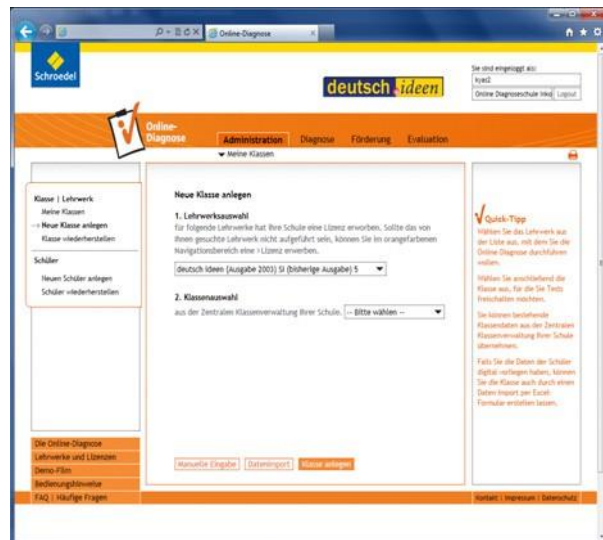 Online-Diagnose
Schroedel
deutsch.ideen
Sie sind eingeloggt als:
kyas2
Online Diagnoseschule Inko
Logout
Online-
Diagnose
Administration Diagnose Förderung Evaluation
Meine Klassen
Klasse | Lehrwerk
Meine Klassen
Neue Klasse anlegen
Klasse wiederherstellen
Schüler
Neuen Schüler anlegen
Schüler wiederherstellen
Neue Klasse anlegen
1. Lehrwerksauswahl
für folgende Lehrwerke hat Ihre Schule eine Lizenz erworben. Sollte das von
Ihnen gesuchte Lehrwerk nicht aufgeführt sein, können Sie im orangefarbenen
Navigationsbereich eine Lizenz erwerben.
deutsch ideen (Ausgabe 2003) SI (bisherige Ausgabe) 5
2. Klassenauswahl
aus der Zentralen Klassenverwaltung Ihrer Schule. -- Bitte wählen --
Manuelle Eingabe Datenimport Klasse anlegen
Quick-Tipp
Wählen Sie das Lehrwerk aus
der Liste aus, mit dem Sie die
Online Diagnose durchführen
wollen.
Wählen Sie anschließend die
Klasse aus, für die Sie Tests
freischalten möchten.
Sie können bestehende
Klassendaten aus der Zentralen
Klassenverwaltung Ihrer Schule
übernehmen.
Falls Sie die Daten der Schüler
digital vorliegen haben, können
Sie die Klasse auch durch einen
Daten Import per Excel-
Formular erstellen lassen.
Die Online-Diagnose
Lehrwerke und Lizenzen
Demo-Film
Bedienungshinweise
FAQ | Häufige Fragen
Kontakt | Impressum | Datenschutz